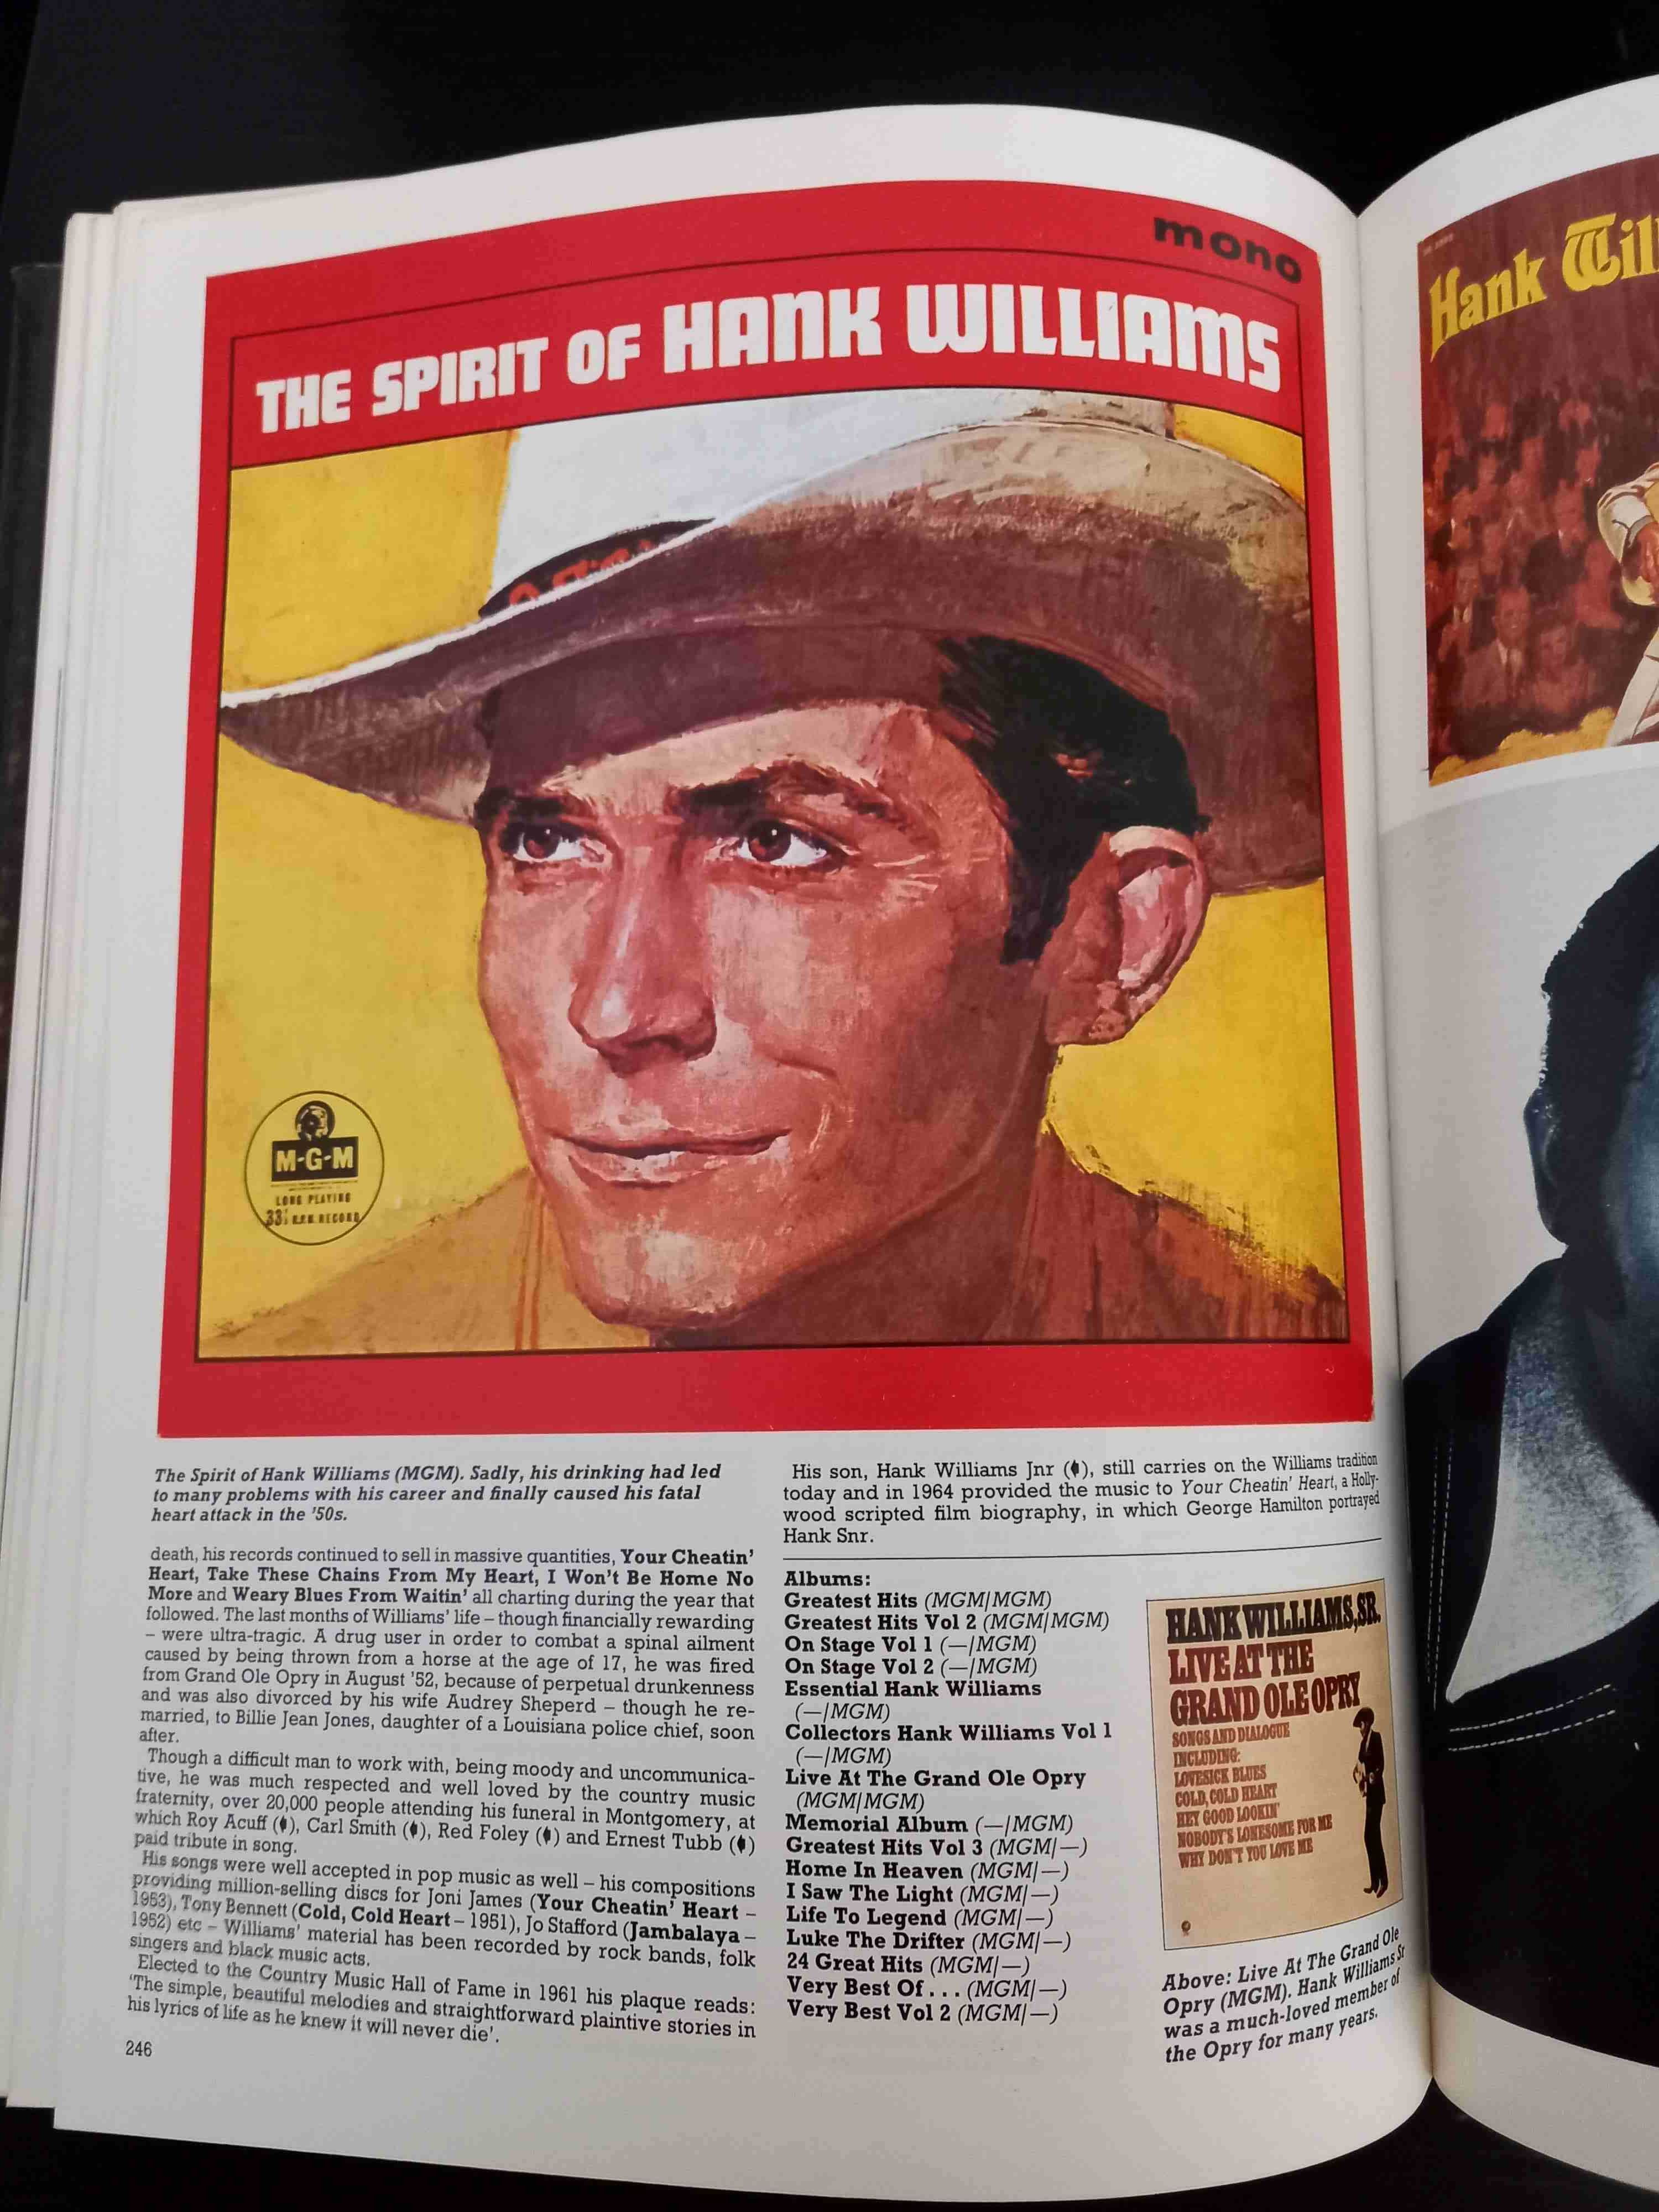 mono
THE SPIRIT OF HANK WILLIAMS
M-G-M
LONG PLAYING
33⅓ R.P.M. RECORD
The Spirit of Hank Williams (MGM). Sadly, his drinking had led
to many problems with his career and finally caused his fatal
heart attack in the '50s.
death, his records continued to sell in massive quantities, Your Cheatin'
Heart, Take These Chains From My Heart, I Won't Be Home No
More and Weary Blues From Waitin' all charting during the year that
followed. The last months of Williams' life – though financially rewarding
– were ultra-tragic. A drug user in order to combat a spinal ailment
caused by being thrown from a horse at the age of 17, he was fired
from Grand Ole Opry in August '52, because of perpetual drunkenness
and was also divorced by his wife Audrey Sheperd – though he re-
married, to Billie Jean Jones, daughter of a Louisiana police chief, soon
after.
Though a difficult man to work with, being moody and uncommunica-
tive, he was much respected and well loved by the country music
fraternity, over 20,000 people attending his funeral in Montgomery, at
which Roy Acuff (♦), Carl Smith (♦), Red Foley (♦) and Ernest Tubb (♦)
paid tribute in song.
His songs were well accepted in pop music as well – his compositions
providing million-selling discs for Joni James (Your Cheatin' Heart –
1953), Tony Bennett (Cold, Cold Heart – 1951), Jo Stafford (Jambalaya –
1952) etc – Williams' material has been recorded by rock bands, folk
singers and black music acts.
Elected to the Country Music Hall of Fame in 1961 his plaque reads:
'The simple, beautiful melodies and straightforward plaintive stories in
his lyrics of life as he knew it will never die'.
246
His son, Hank Williams Jnr (♦), still carries on the Williams tradition
today and in 1964 provided the music to Your Cheatin' Heart, a Holly-
wood scripted film biography, in which George Hamilton portrayed
Hank Snr.
Albums:
Greatest Hits (MGM/MGM)
Greatest Hits Vol 2 (MGM/MGM)
On Stage Vol 1 (—/MGM)
On Stage Vol 2 (—/MGM)
Essential Hank Williams
(—/MGM)
Collectors Hank Williams Vol 1
(—/MGM)
Live At The Grand Ole Opry
(MGM/MGM)
Memorial Album (—/MGM)
Greatest Hits Vol 3 (MGM/—)
Home In Heaven (MGM/—)
I Saw The Light (MGM/—)
Life To Legend (MGM/—)
Luke The Drifter (MGM/—)
24 Great Hits (MGM/—)
Very Best Of . . . (MGM/—)
Very Best Vol 2 (MGM/—)
HANK WILLIAMS, SR.
LIVE AT THE
GRAND OLE OPRY
SONGS AND DIALOGUE
INCLUDING:
LOVESICK BLUES
COLD, COLD HEART
HEY GOOD LOOKIN'
NOBODY'S LONESOME FOR ME
WHY DON'T YOU LOVE ME
Above: Live At The Grand Ole
Opry (MGM). Hank Williams Sr
was a much-loved member of
the Opry for many years.
Hank Wil